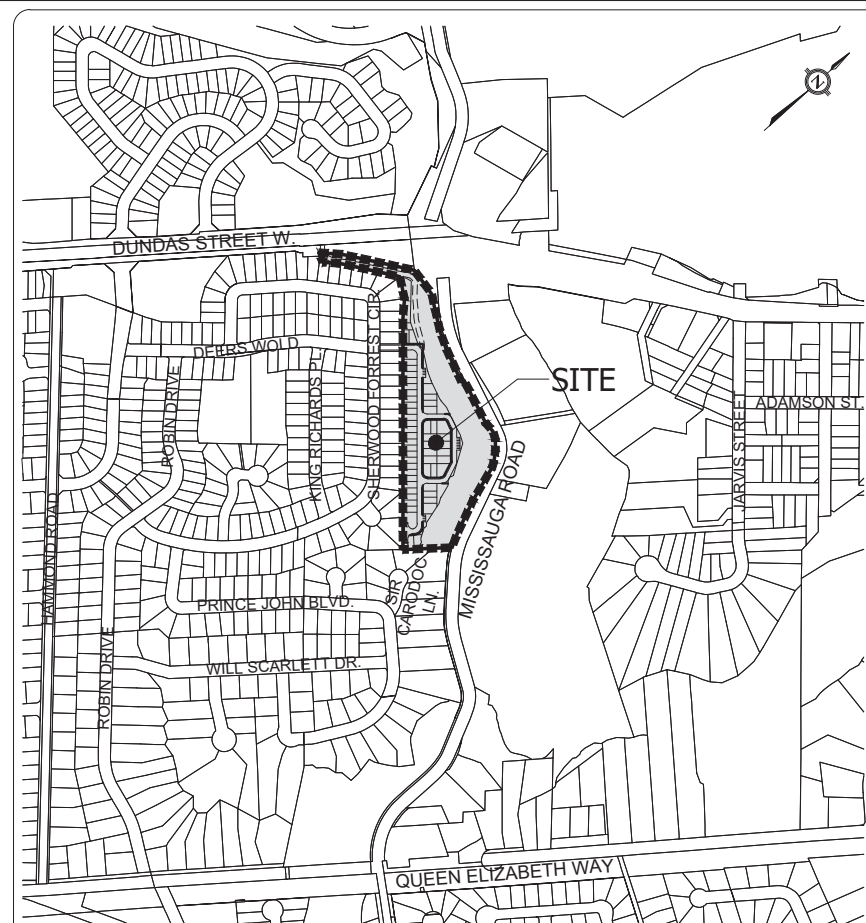 N
DUNDAS STREET W.
DEERS WOLD
SHERWOOD FORREST CIR.
KING RICHARDS PL.
ROBIN DRIVE
SITE
ADAMSON ST.
JARVIS STREET
HAMMOND ROAD
MISSISSAUGA ROAD
SIR
CARODOC
LN.
PRINCE JOHN BLVD.
WILL SCARLETT DR.
ROBIN DRIVE
QUEEN ELIZABETH WAY